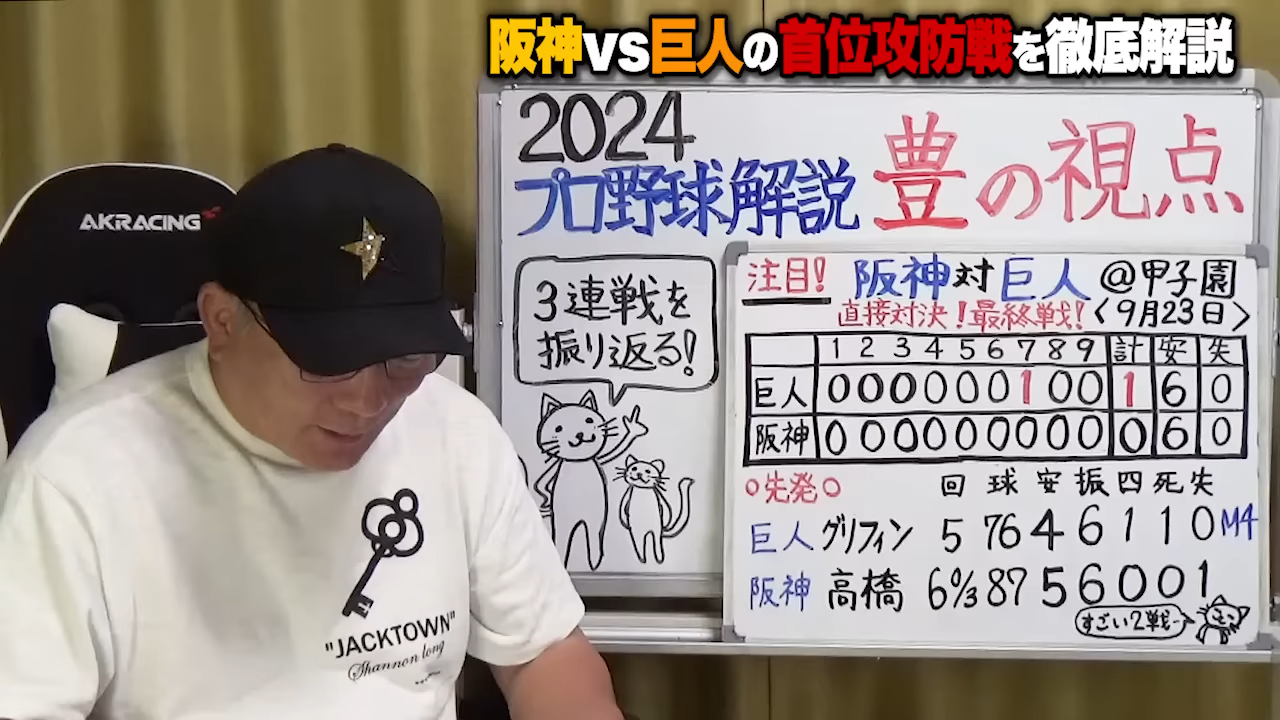 阪神vs巨人の首位攻防戦を徹底解説
2024
プロ野球解説 豊の視点
3連戦を
振り返る!
注目! 阪神対巨人 @甲子園
直接対決!最終戦! <9月23日>
1 2 3 4 5 6 7 8 9 計 安 失
巨人 0 0 0 0 0 0 1 0 0 1 6 0
阪神 0 0 0 0 0 0 0 0 0 0 6 0
○先発○ 回 球 安 振 四 死 失
巨人 グリフィン 5 76 4 6 1 1 0 M4
阪神 高橋 6 0/3 87 5 6 0 0 1
すごい2戦
AKRACING
"JACKTOWN"
Shannon long